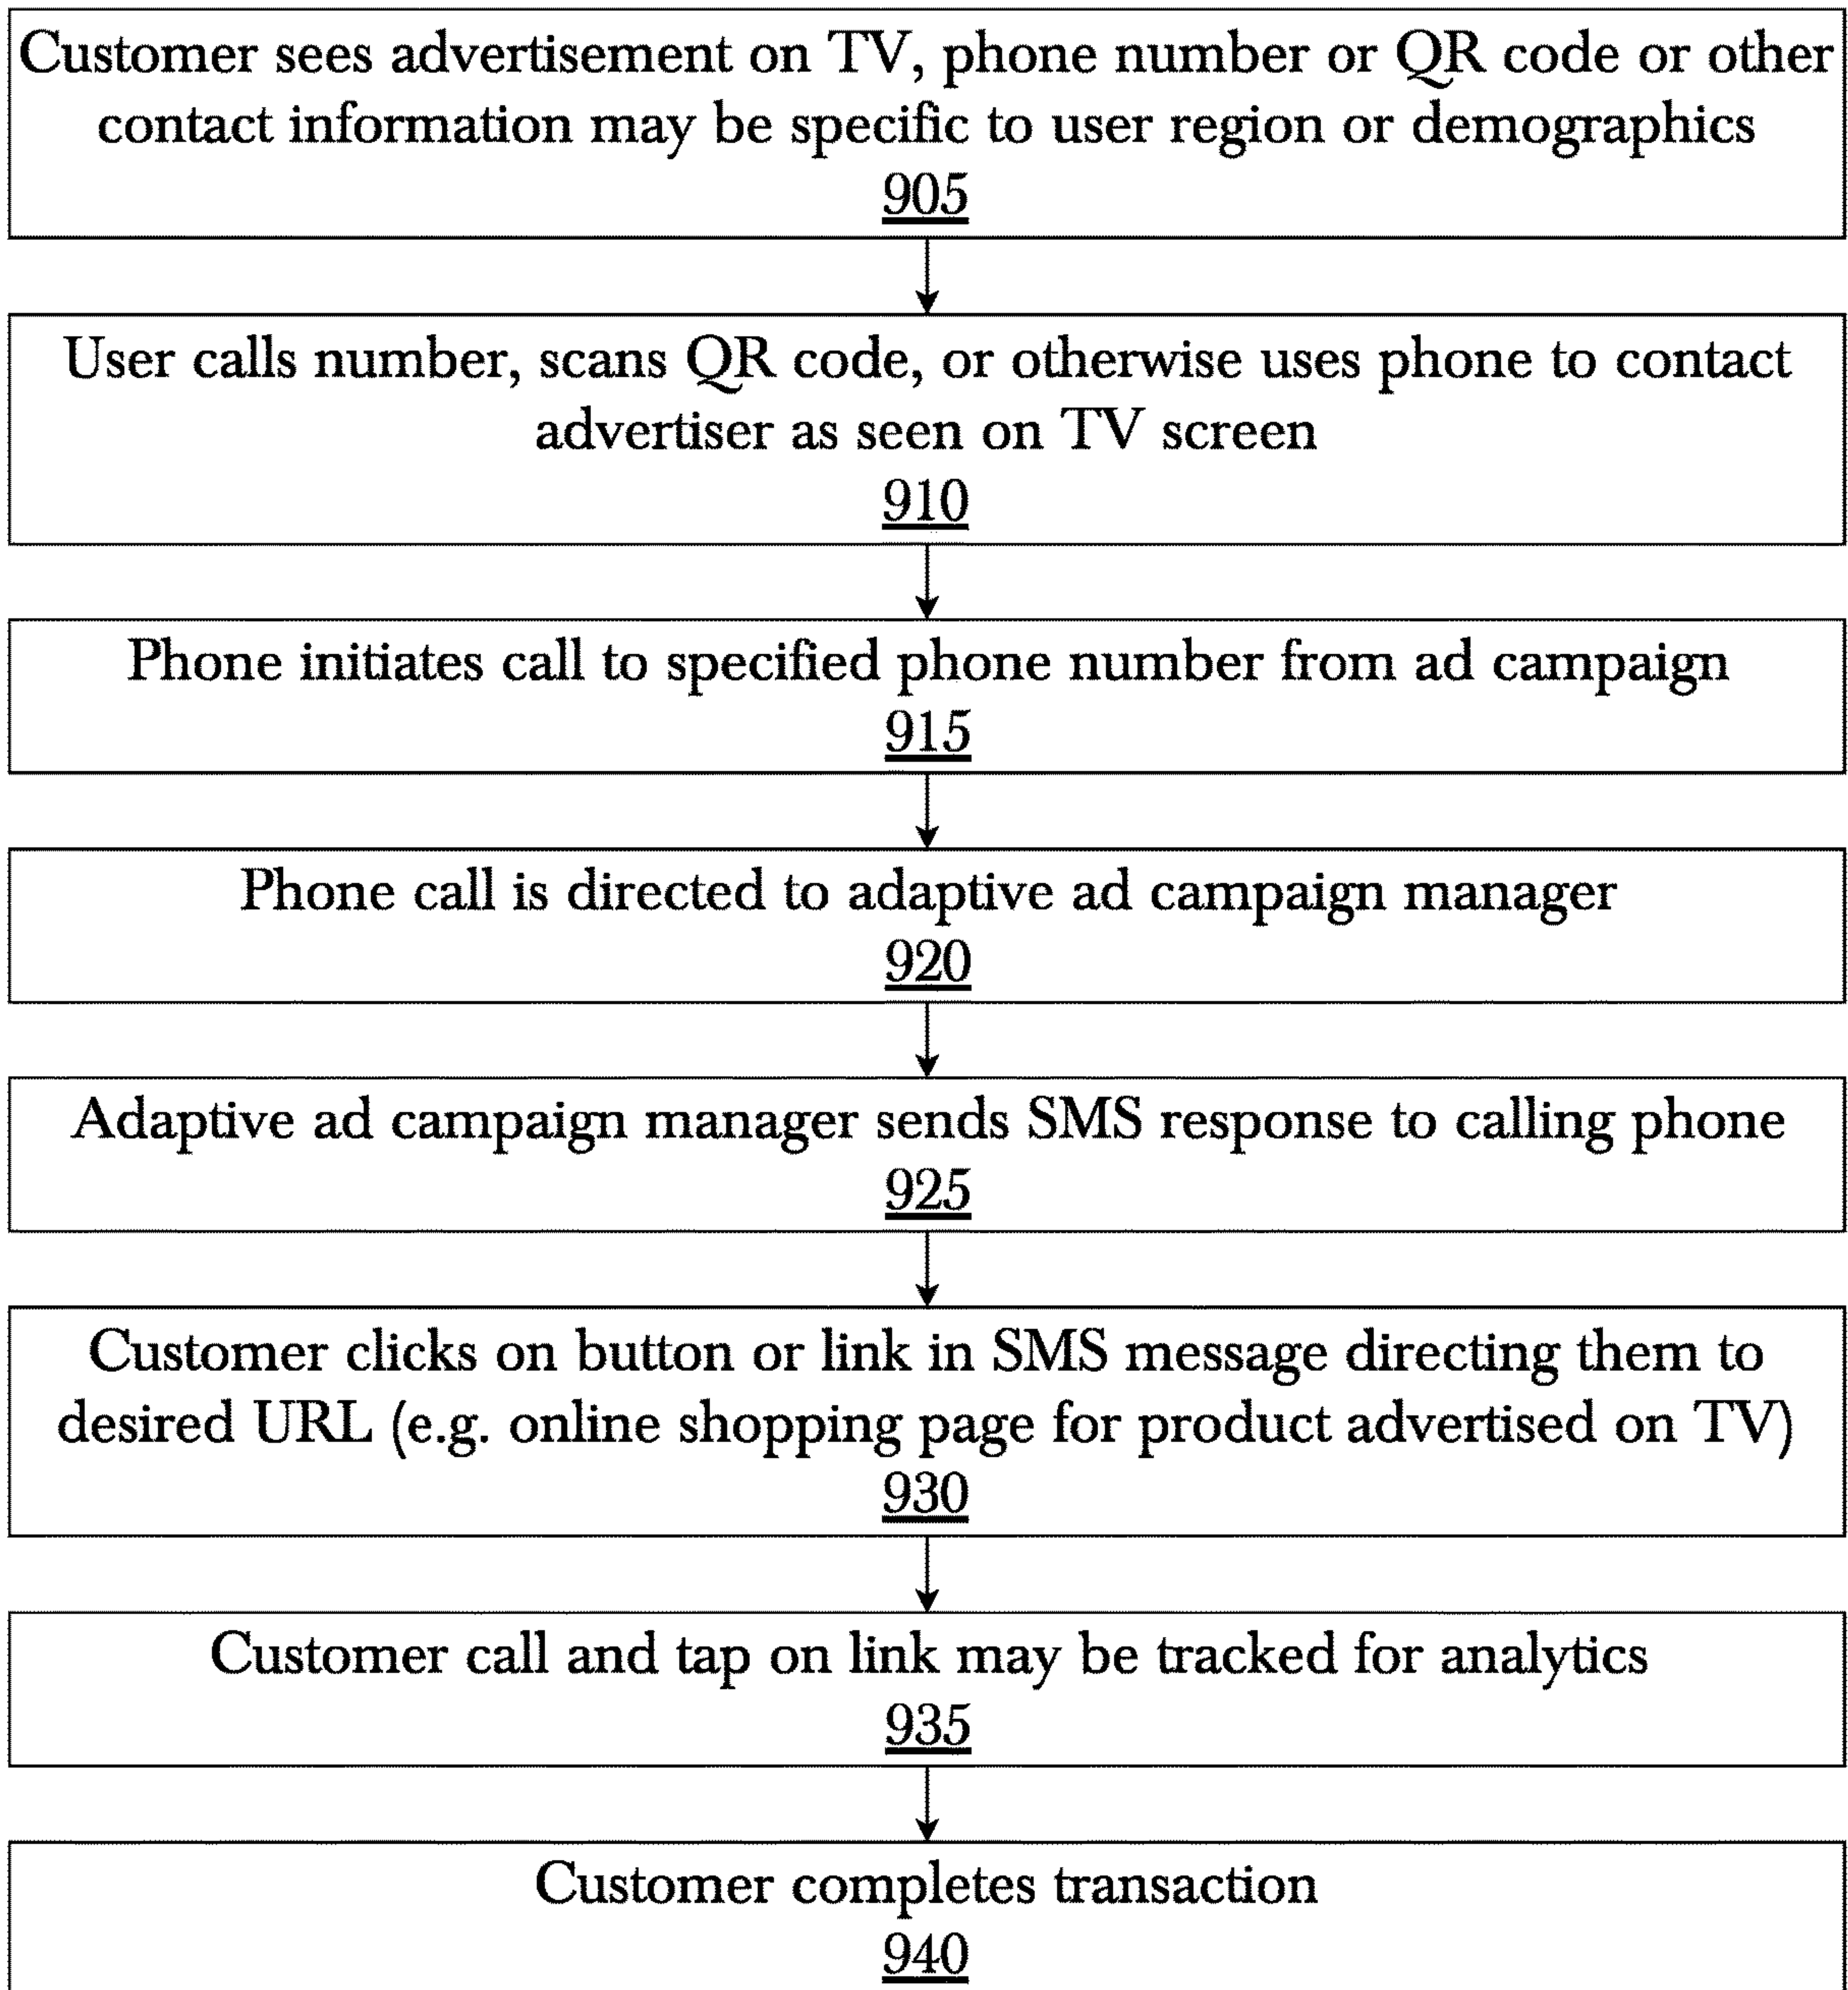 Customer sees advertisement on TV, phone number or QR code or other
contact information may be specific to user region or demographics
905
User calls number, scans QR code, or otherwise uses phone to contact
advertiser as seen on TV screen
910
Phone initiates call to specified phone number from ad campaign
915
Phone call is directed to adaptive ad campaign manager
920
Adaptive ad campaign manager sends SMS response to calling phone
925
Customer clicks on button or link in SMS message directing them to
desired URL (e.g. online shopping page for product advertised on TV)
930
Customer call and tap on link may be tracked for analytics
935
Customer completes transaction
940